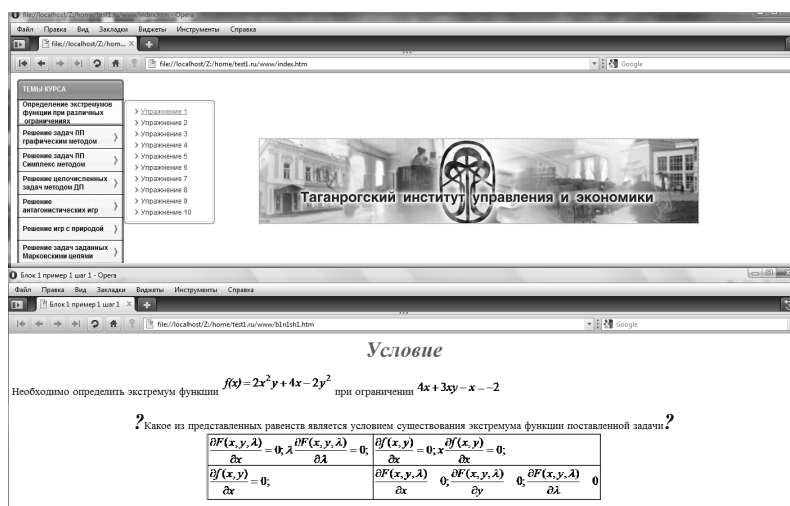 file://localhost/Z:/home/test1.ru/www/index.htm - Opera
Файл Правка Вид Закладки Виджеты Инструменты Справка
file://localhost/Z:/hom...
file://localhost/Z:/home/test1.ru/www/index.htm
Google
ТЕМЫ КУРСА
Определение экстремумов
функции при различных
ограничениях
Решение задач ЛП
графическим методом
Решение задач ЛП
Симплекс методом
Решение целочисленных
задач методом ДП
Решение
антагонистических игр
Решение игр с природой
Решение задач заданных
Марковскими цепями
Упражнение 1
Упражнение 2
Упражнение 3
Упражнение 4
Упражнение 5
Упражнение 6
Упражнение 7
Упражнение 8
Упражнение 9
Упражнение 10
Таганрогский институт управления и экономики
Блок 1 пример 1 шаг 1 - Opera
Файл Правка Вид Закладки Виджеты Инструменты Справка
Блок 1 пример 1 шаг 1
file://localhost/Z:/home/test1.ru/www/b1n1sh1.htm
Google
Условие
Необходимо определить экстремум функции f(x) = 2x²y + 4x − 2y² при ограничении 4x + 3xy − x − −2
?Какое из представленных равенств является условием существования экстремума функции поставленной задачи?
∂F(x, y, λ)/∂x = 0; λ ∂F(x, y, λ)/∂λ = 0; ∂f(x, y)/∂x = 0; x ∂f(x, y)/∂x = 0;
∂f(x, y)/∂x = 0; ∂F(x, y, λ)/∂x 0; ∂F(x, y, λ)/∂y 0; ∂F(x, y, λ)/∂λ 0